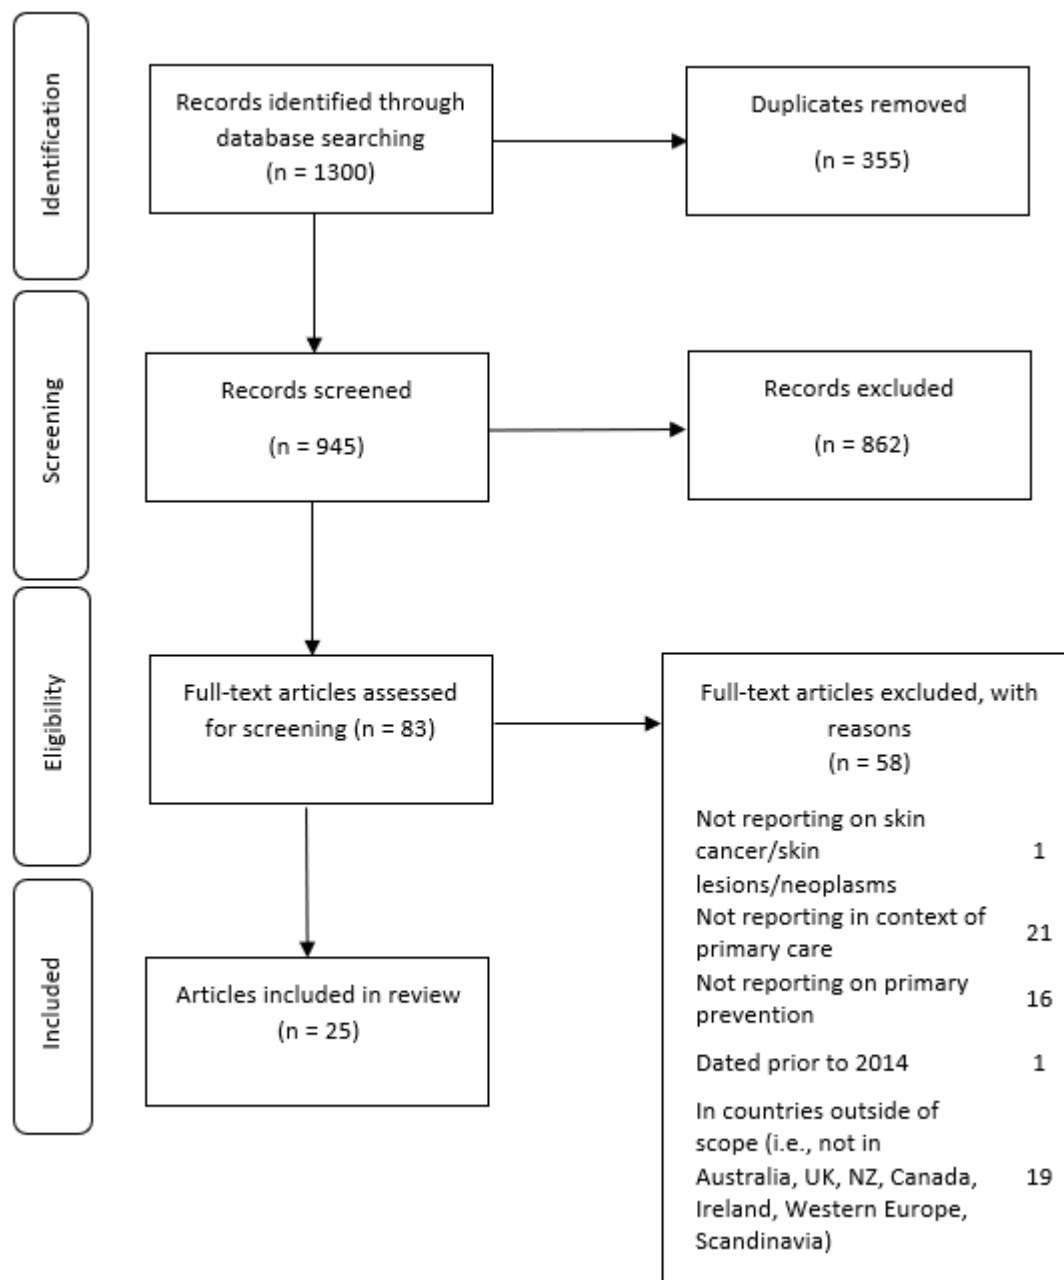 Identification
Records identified through
database searching
(n = 1300)
Duplicates removed
(n = 355)
Screening
Records screened
(n = 945)
Records excluded
(n = 862)
Eligibility
Full-text articles assessed
for screening (n = 83)
Full-text articles excluded, with
reasons
(n = 58)
Not reporting on skin
cancer/skin 1
lesions/neoplasms
Not reporting in context of
primary care 21
Not reporting on primary
prevention 16
Dated prior to 2014 1
In countries outside of
scope (i.e., not in
Australia, UK, NZ, Canada, 19
Ireland, Western Europe,
Scandinavia)
Included
Articles included in review
(n = 25)